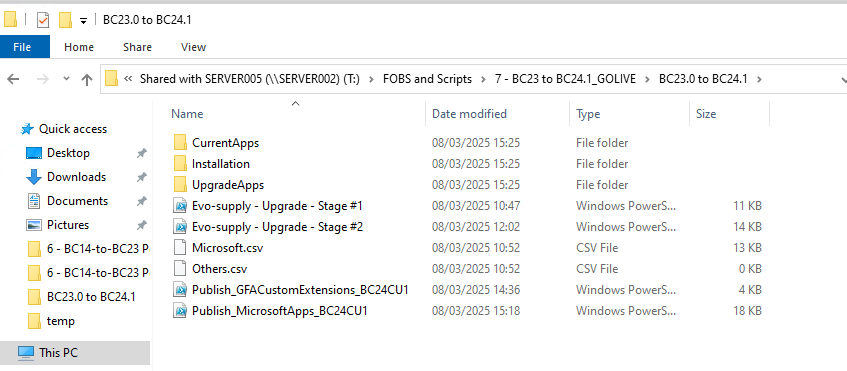 BC23.0 to BC24.1
File Home Share View
« Shared with SERVER005 (\\SERVER002) (T:) > FOBS and Scripts > 7 - BC23 to BC24.1_GOLIVE > BC23.0 to BC24.1 >
Name Date modified Type Size
Quick access
Desktop
Downloads
Documents
Pictures
6 - BC14-to-BC23 P
6 - BC14-to-BC23 P
BC23.0 to BC24.1
temp
This PC
CurrentApps 08/03/2025 15:25 File folder
Installation 08/03/2025 15:25 File folder
UpgradeApps 08/03/2025 15:25 File folder
Evo-supply - Upgrade - Stage #1 08/03/2025 10:47 Windows PowerS... 11 KB
Evo-supply - Upgrade - Stage #2 08/03/2025 12:02 Windows PowerS... 14 KB
Microsoft.csv 08/03/2025 10:52 CSV File 13 KB
Others.csv 08/03/2025 10:52 CSV File 0 KB
Publish_GFACustomExtensions_BC24CU1 08/03/2025 14:36 Windows PowerS... 4 KB
Publish_MicrosoftApps_BC24CU1 08/03/2025 15:18 Windows PowerS... 18 KB